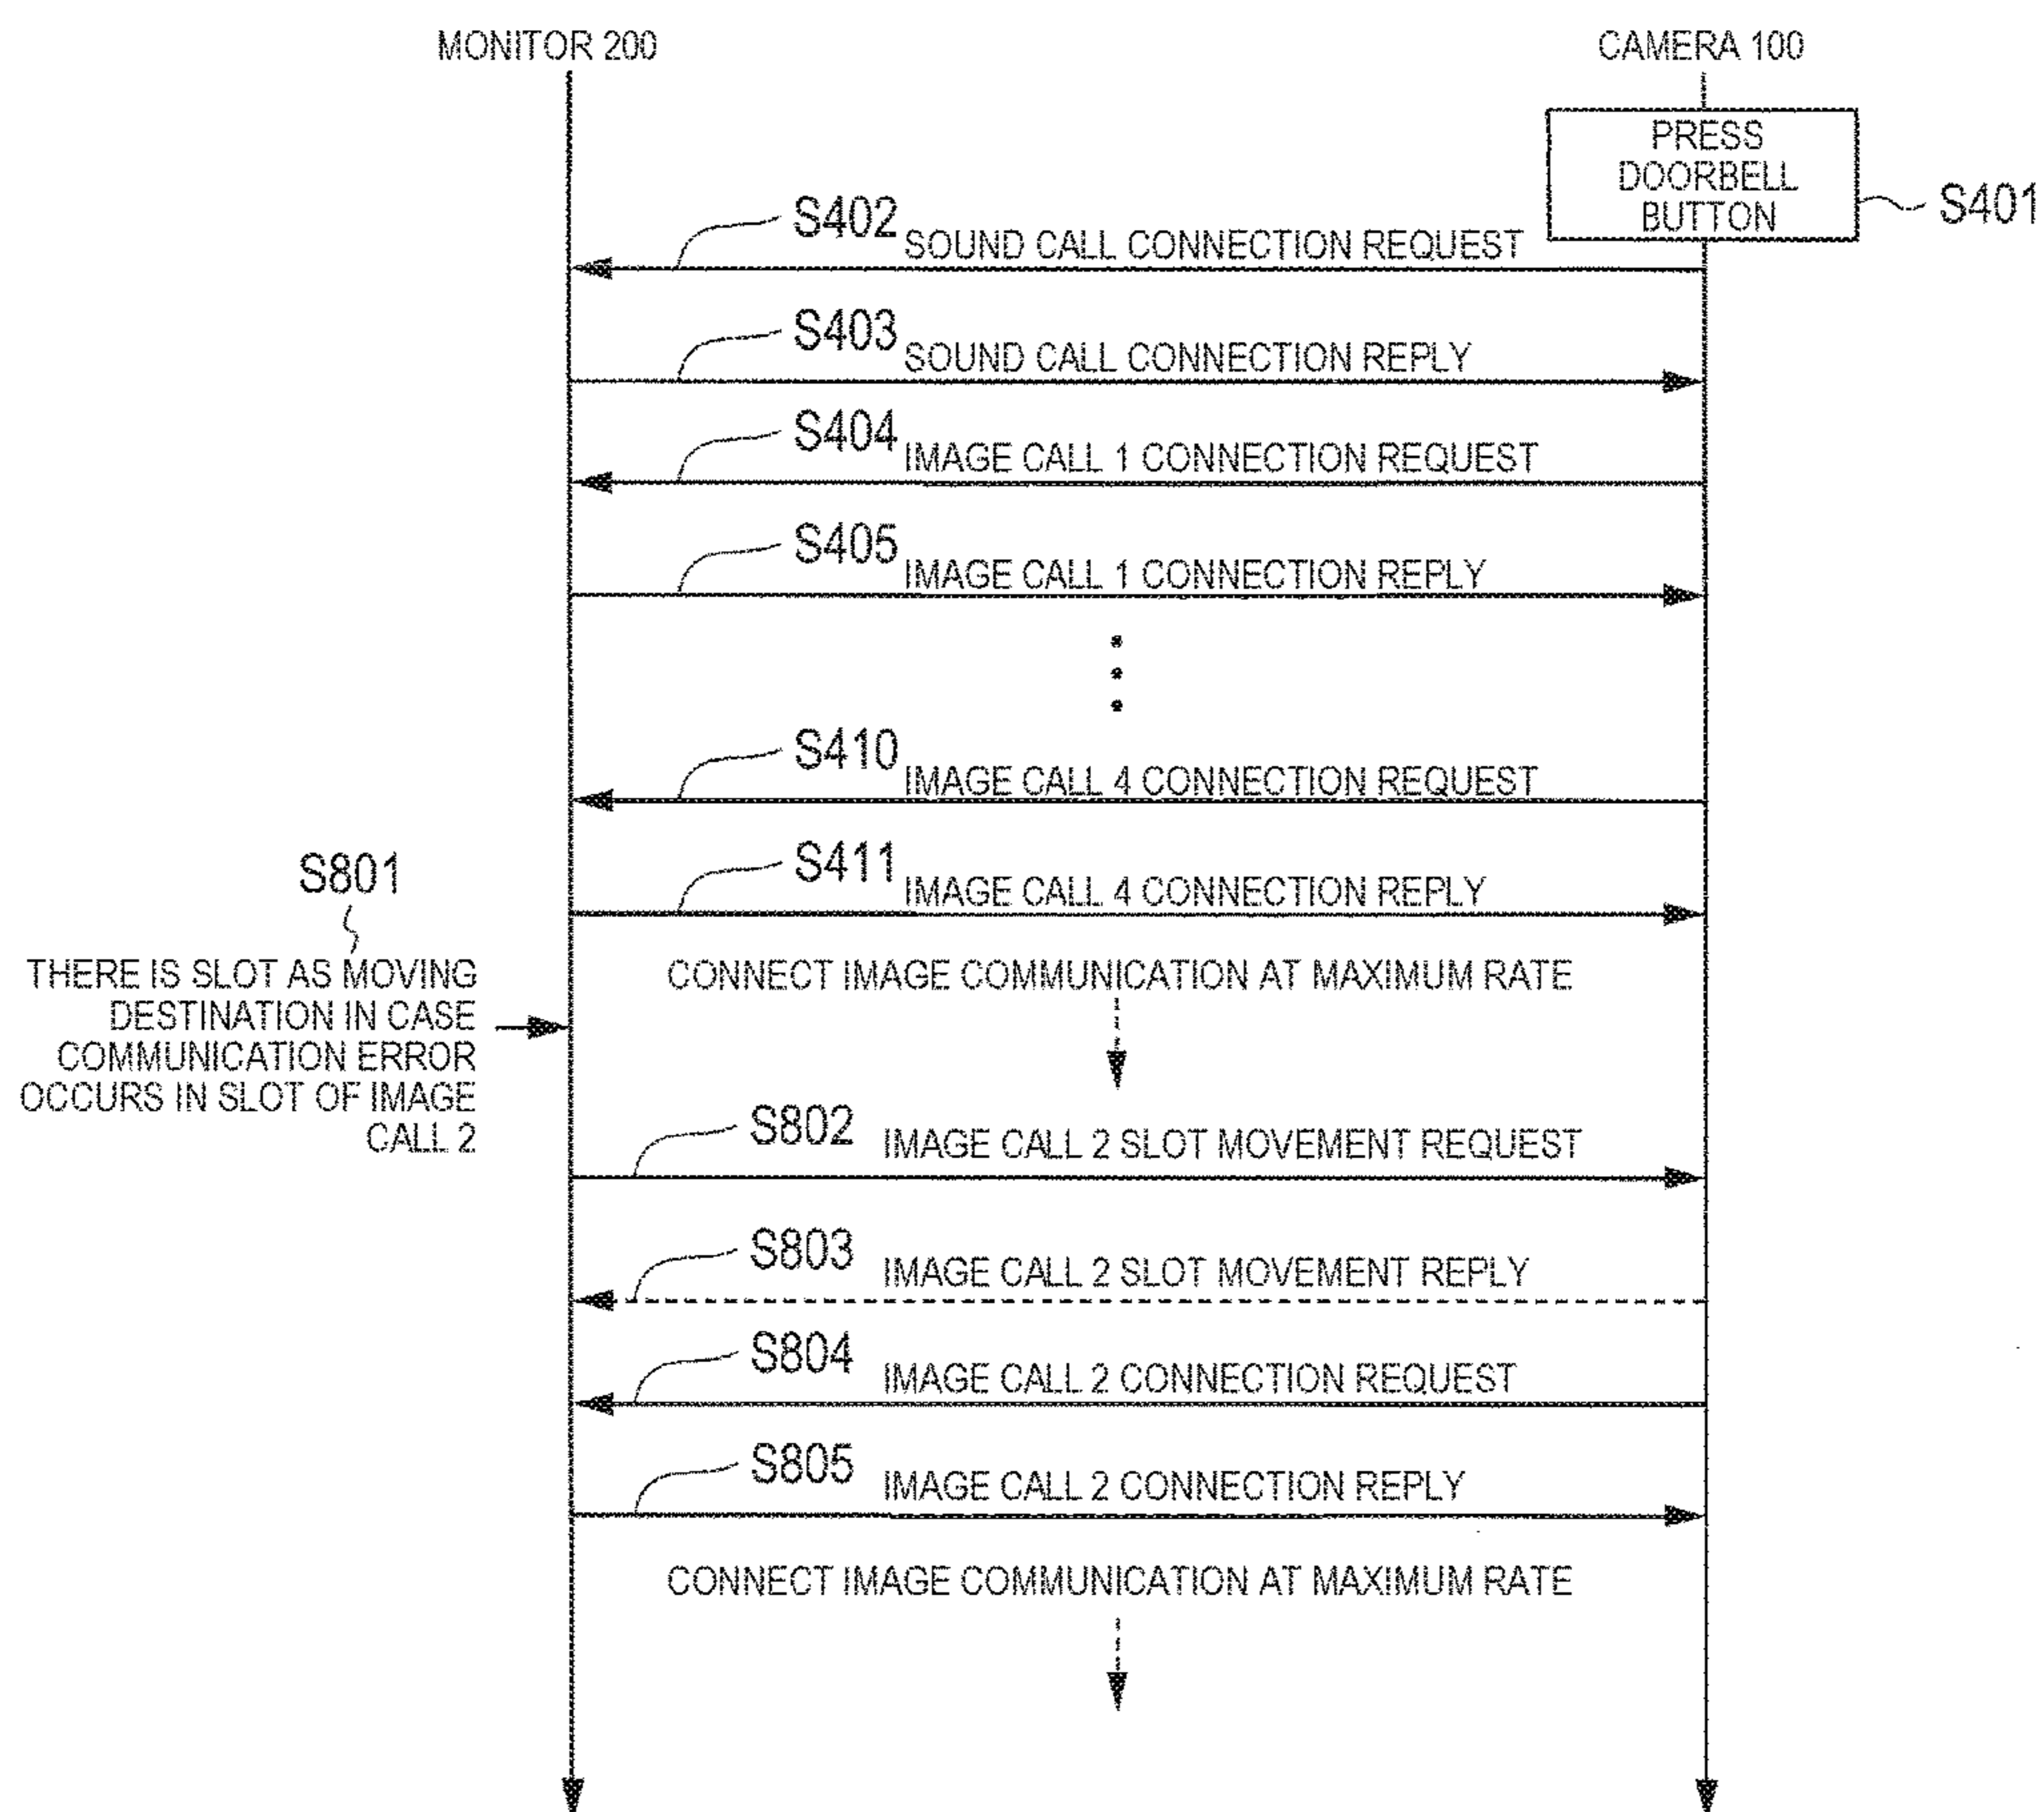 MONITOR 200
CAMERA 100
PRESS
DOORBELL
BUTTON
S401
S402
SOUND CALL CONNECTION REQUEST
S403
SOUND CALL CONNECTION REPLY
S404
IMAGE CALL 1 CONNECTION REQUEST
S405
IMAGE CALL 1 CONNECTION REPLY
S410
IMAGE CALL 4 CONNECTION REQUEST
S411
IMAGE CALL 4 CONNECTION REPLY
S801
THERE IS SLOT AS MOVING
DESTINATION IN CASE
COMMUNICATION ERROR
OCCURS IN SLOT OF IMAGE
CALL 2
CONNECT IMAGE COMMUNICATION AT MAXIMUM RATE
S802
IMAGE CALL 2 SLOT MOVEMENT REQUEST
S803
IMAGE CALL 2 SLOT MOVEMENT REPLY
S804
IMAGE CALL 2 CONNECTION REQUEST
S805
IMAGE CALL 2 CONNECTION REPLY
CONNECT IMAGE COMMUNICATION AT MAXIMUM RATE